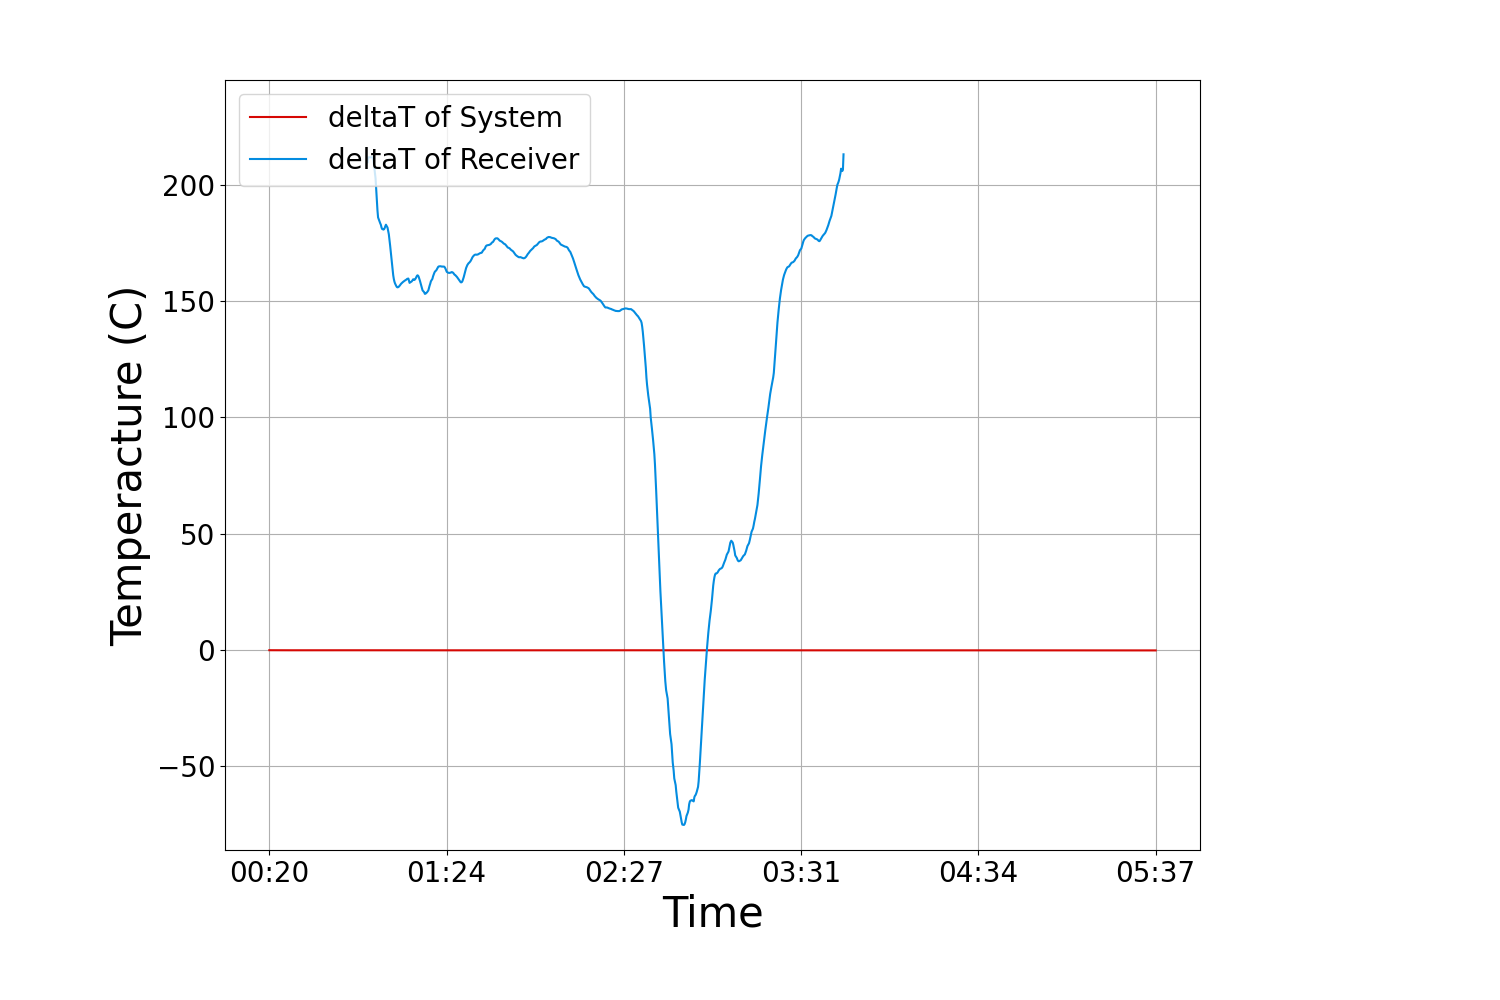 deltaT of System
deltaT of Receiver
Temperacture (C)
200
150
100
50
0
−50
00:20 01:24 02:27 03:31 04:34 05:37
Time